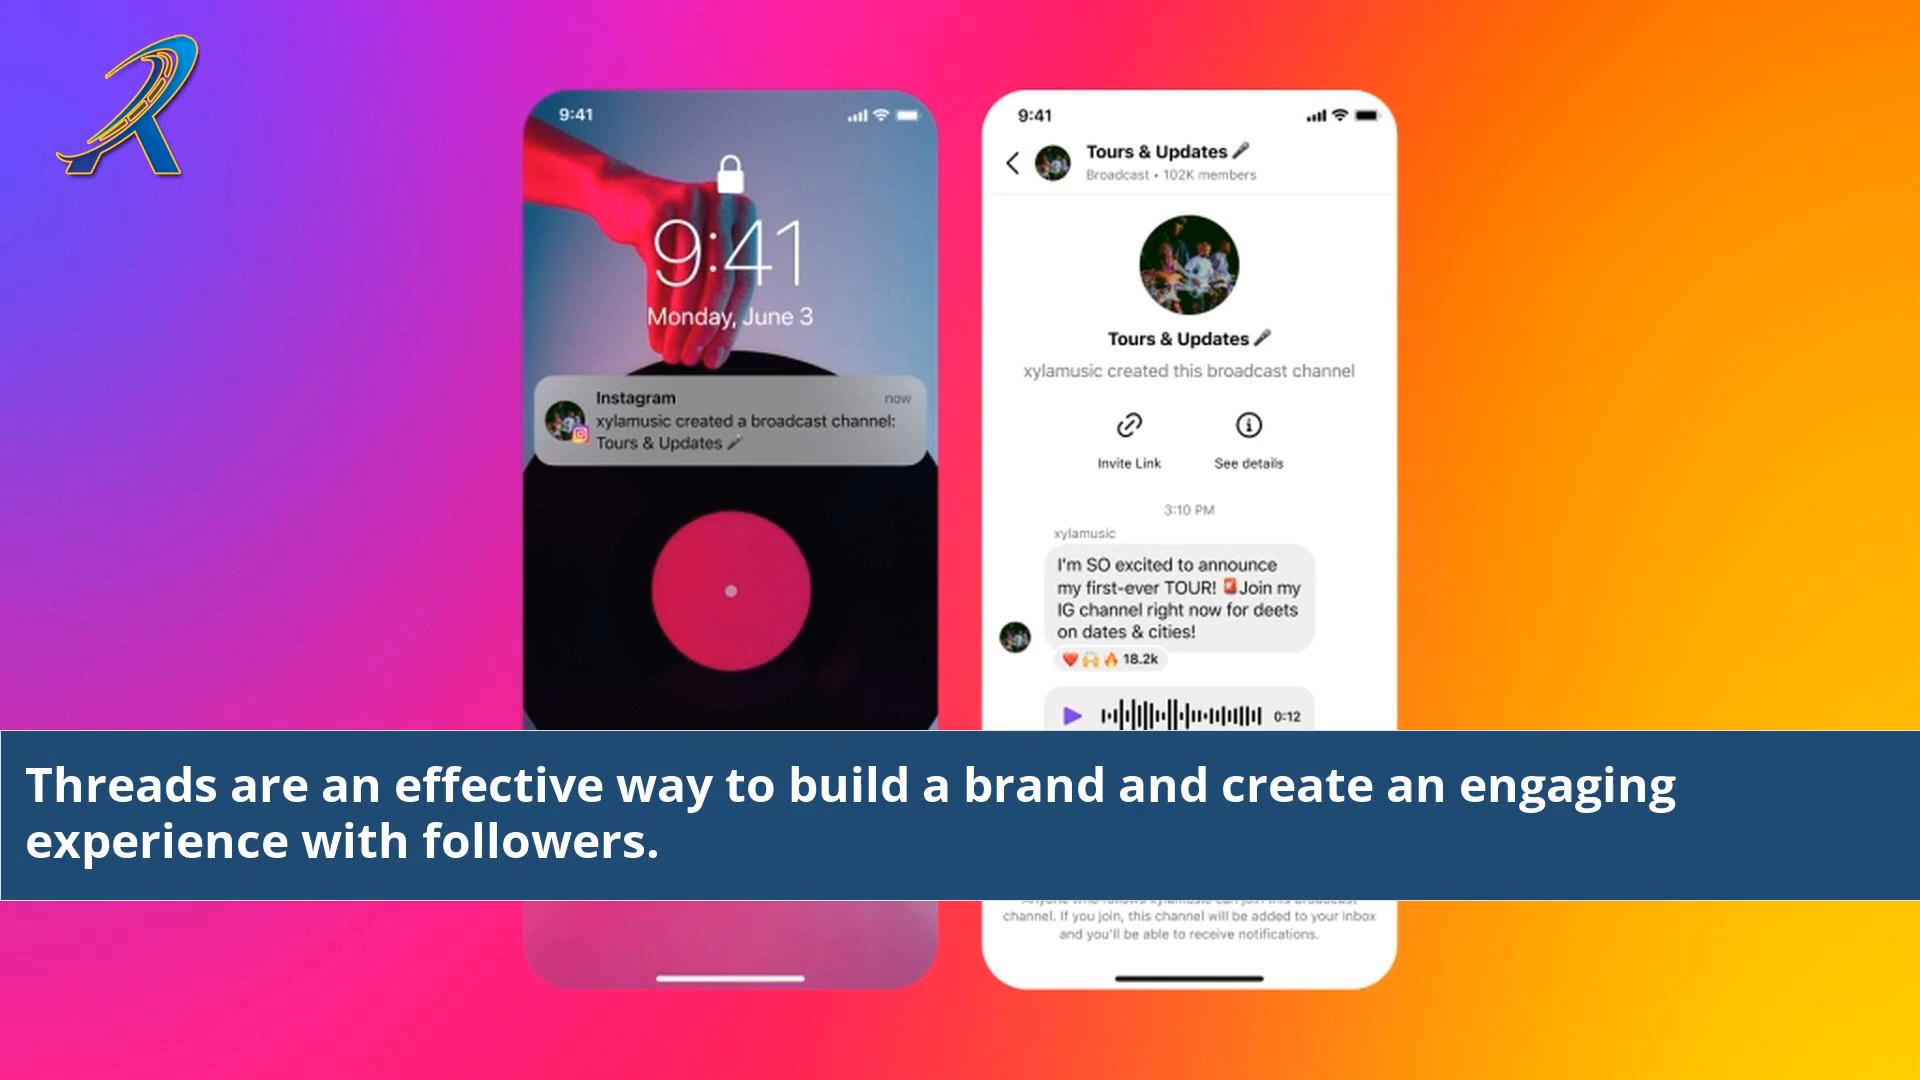 9:41
9:41
Monday, June 3
Instagram
now
xylamusic created a broadcast channel:
Tours & Updates 🎤
9:41
Tours & Updates 🎤
Broadcast • 102K members
Tours & Updates 🎤
xylamusic created this broadcast channel
Invite Link
See details
3:10 PM
xylamusic
I'm SO excited to announce
my first-ever TOUR! 🚨Join my
IG channel right now for deets
on dates & cities!
❤️🙌🔥 18.2k
0:12
Threads are an effective way to build a brand and create an engaging
experience with followers.
channel. If you join, this channel will be added to your inbox
and you'll be able to receive notifications.